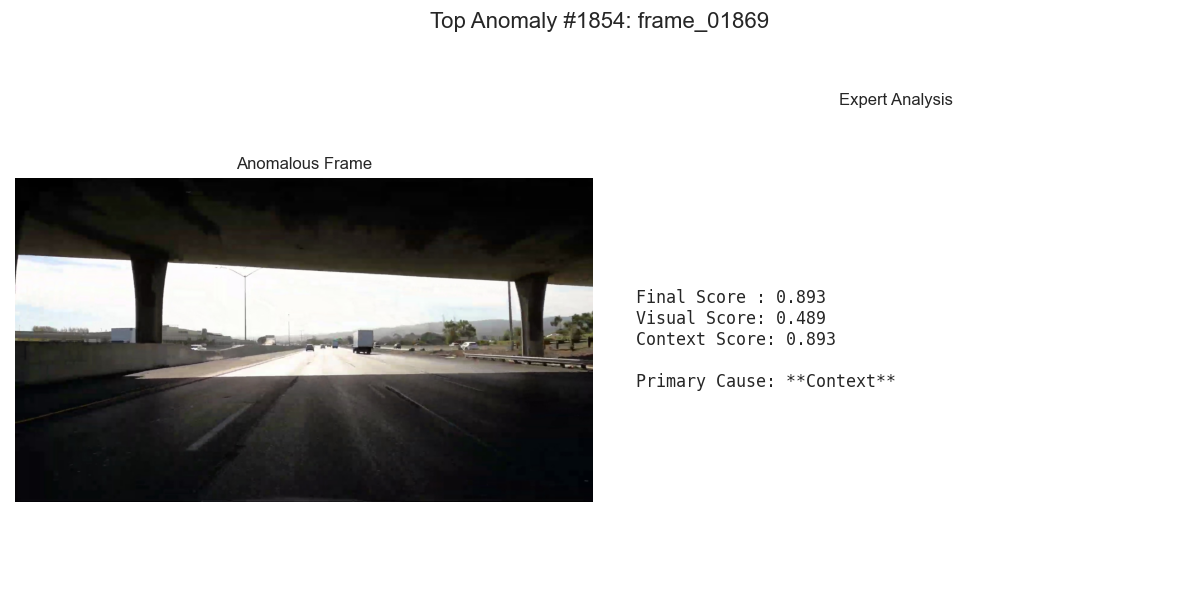 Top Anomaly #1854: frame_01869
Expert Analysis
Anomalous Frame
Final Score : 0.893
Visual Score: 0.489
Context Score: 0.893
Primary Cause: **Context**